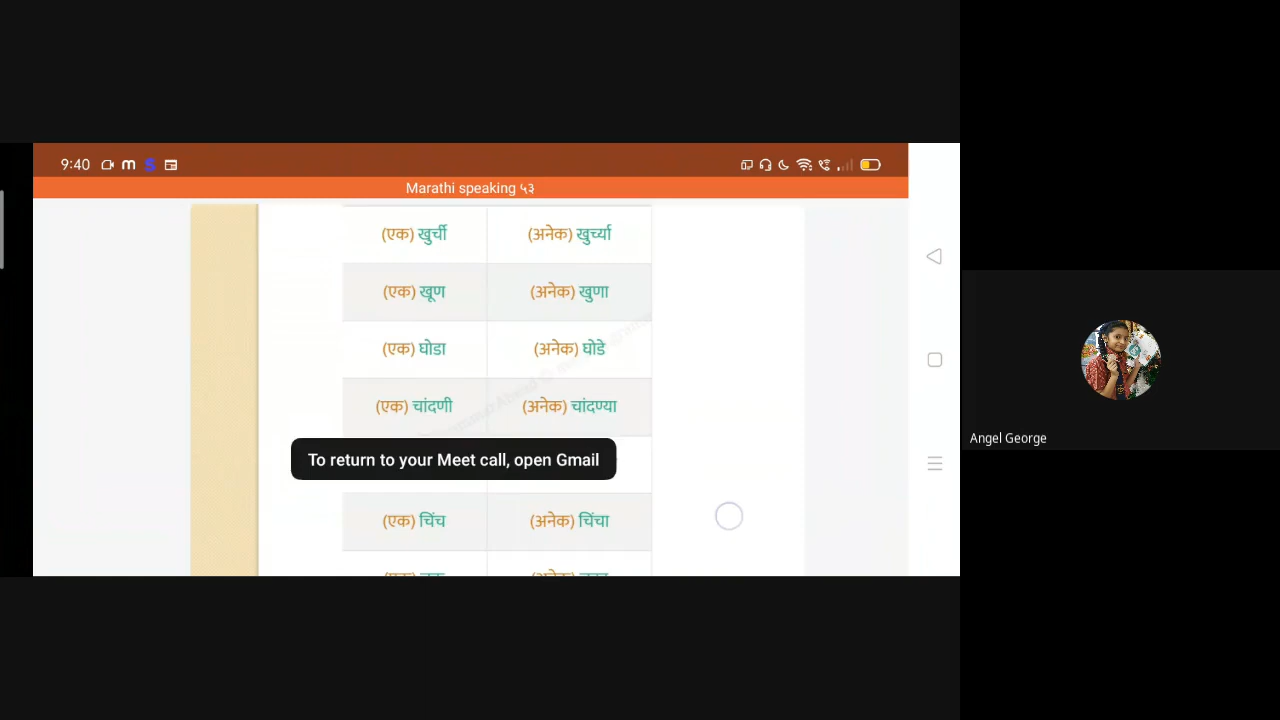 9:40
Marathi speaking ५३
(एक) खुर्ची (अनेक) खुर्च्या
(एक) खूण (अनेक) खुणा
(एक) घोडा (अनेक) घोडे
(एक) चांदणी (अनेक) चांदण्या
To return to your Meet call, open Gmail
(एक) चिंच (अनेक) चिंचा
Angel George